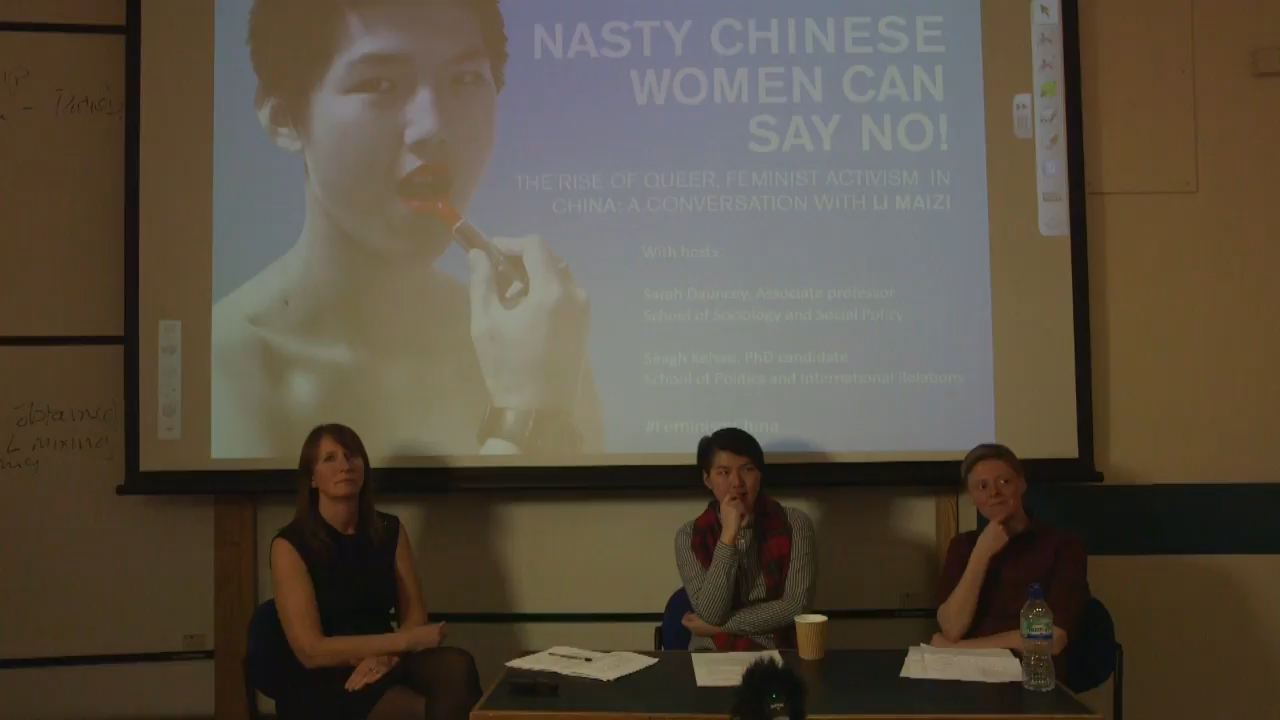 NASTY CHINESE
WOMEN CAN
SAY NO!
THE RISE OF QUEER, FEMINIST ACTIVISM IN
CHINA: A CONVERSATION WITH LI MAIZI
With hosts:
Sarah Dauncey, Associate professor
School of Sociology and Social Policy
PhD candidate
School of Politics and International Relations
obtained
mixing